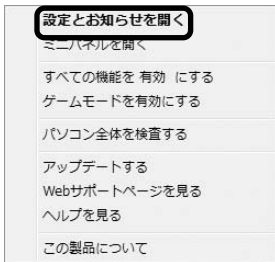 設定とお知らせを開く
ミニパネルを開く
すべての機能を 有効 にする
ゲームモードを有効にする
パソコン全体を検査する
アップデートする
Webサポートページを見る
ヘルプを見る
この製品について